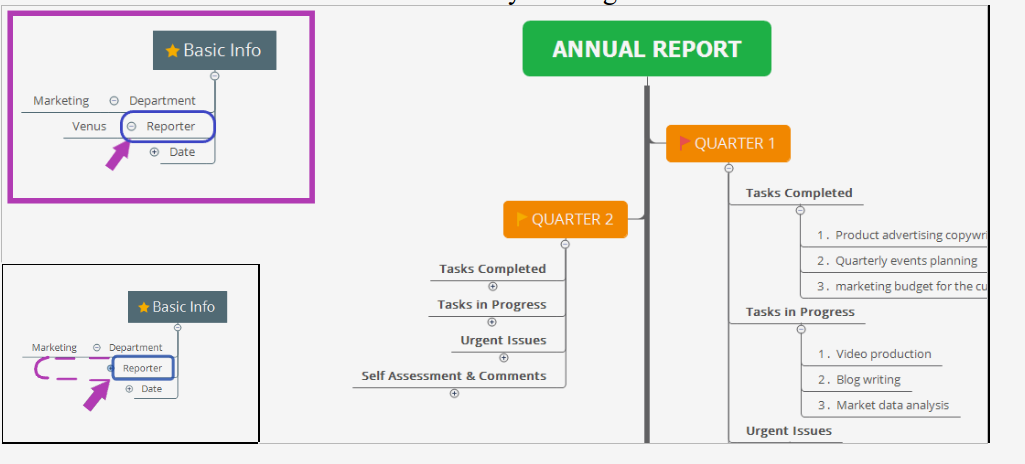 Basic Info
Marketing Department
Venus Reporter
Date
Basic Info
Marketing Department
Reporter
Date
ANNUAL REPORT
QUARTER 2
Tasks Completed
Tasks in Progress
Urgent Issues
Self Assessment & Comments
QUARTER 1
Tasks Completed
1. Product advertising copywri
2. Quarterly events planning
3. marketing budget for the cu
Tasks in Progress
1. Video production
2. Blog writing
3. Market data analysis
Urgent Issues